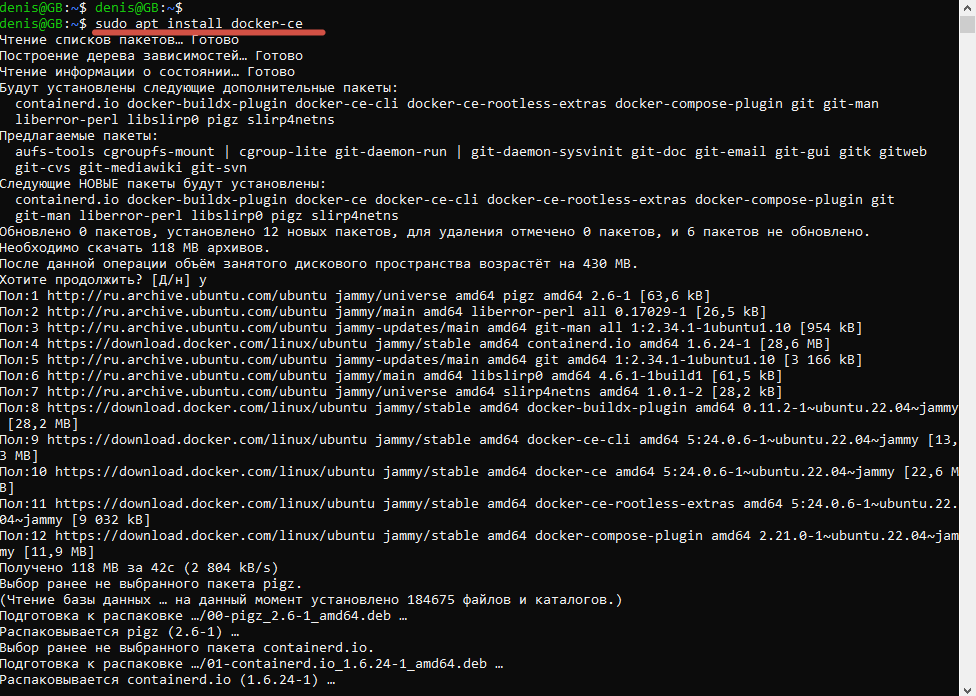 denis@GB:~$ denis@GB:~$
denis@GB:~$ sudo apt install docker-ce
Чтение списков пакетов… Готово
Построение дерева зависимостей… Готово
Чтение информации о состоянии… Готово
Будут установлены следующие дополнительные пакеты:
  containerd.io docker-buildx-plugin docker-ce-cli docker-ce-rootless-extras docker-compose-plugin git git-man
  liberror-perl libslirp0 pigz slirp4netns
Предлагаемые пакеты:
  aufs-tools cgroupfs-mount | cgroup-lite git-daemon-run | git-daemon-sysvinit git-doc git-email git-gui gitk gitweb
  git-cvs git-mediawiki git-svn
Следующие НОВЫЕ пакеты будут установлены:
  containerd.io docker-buildx-plugin docker-ce docker-ce-cli docker-ce-rootless-extras docker-compose-plugin git
  git-man liberror-perl libslirp0 pigz slirp4netns
Обновлено 0 пакетов, установлено 12 новых пакетов, для удаления отмечено 0 пакетов, и 6 пакетов не обновлено.
Необходимо скачать 118 MB архивов.
После данной операции объём занятого дискового пространства возрастёт на 430 MB.
Хотите продолжить? [Д/н] y
Пол:1 http://ru.archive.ubuntu.com/ubuntu jammy/universe amd64 pigz amd64 2.6-1 [63,6 kB]
Пол:2 http://ru.archive.ubuntu.com/ubuntu jammy/main amd64 liberror-perl all 0.17029-1 [26,5 kB]
Пол:3 http://ru.archive.ubuntu.com/ubuntu jammy-updates/main amd64 git-man all 1:2.34.1-1ubuntu1.10 [954 kB]
Пол:4 https://download.docker.com/linux/ubuntu jammy/stable amd64 containerd.io amd64 1.6.24-1 [28,6 MB]
Пол:5 http://ru.archive.ubuntu.com/ubuntu jammy-updates/main amd64 git amd64 1:2.34.1-1ubuntu1.10 [3 166 kB]
Пол:6 http://ru.archive.ubuntu.com/ubuntu jammy/main amd64 libslirp0 amd64 4.6.1-1build1 [61,5 kB]
Пол:7 http://ru.archive.ubuntu.com/ubuntu jammy/universe amd64 slirp4netns amd64 1.0.1-2 [28,2 kB]
Пол:8 https://download.docker.com/linux/ubuntu jammy/stable amd64 docker-buildx-plugin amd64 0.11.2-1~ubuntu.22.04~jammy
 [28,2 MB]
Пол:9 https://download.docker.com/linux/ubuntu jammy/stable amd64 docker-ce-cli amd64 5:24.0.6-1~ubuntu.22.04~jammy [13,
3 MB]
Пол:10 https://download.docker.com/linux/ubuntu jammy/stable amd64 docker-ce amd64 5:24.0.6-1~ubuntu.22.04~jammy [22,6 M
B]
Пол:11 https://download.docker.com/linux/ubuntu jammy/stable amd64 docker-ce-rootless-extras amd64 5:24.0.6-1~ubuntu.22.
04~jammy [9 032 kB]
Пол:12 https://download.docker.com/linux/ubuntu jammy/stable amd64 docker-compose-plugin amd64 2.21.0-1~ubuntu.22.04~jam
my [11,9 MB]
Получено 118 MB за 42с (2 804 kB/s)
Выбор ранее не выбранного пакета pigz.
(Чтение базы данных … на данный момент установлено 184675 файлов и каталогов.)
Подготовка к распаковке …/00-pigz_2.6-1_amd64.deb …
Распаковывается pigz (2.6-1) …
Выбор ранее не выбранного пакета containerd.io.
Подготовка к распаковке …/01-containerd.io_1.6.24-1_amd64.deb …
Распаковывается containerd.io (1.6.24-1) …